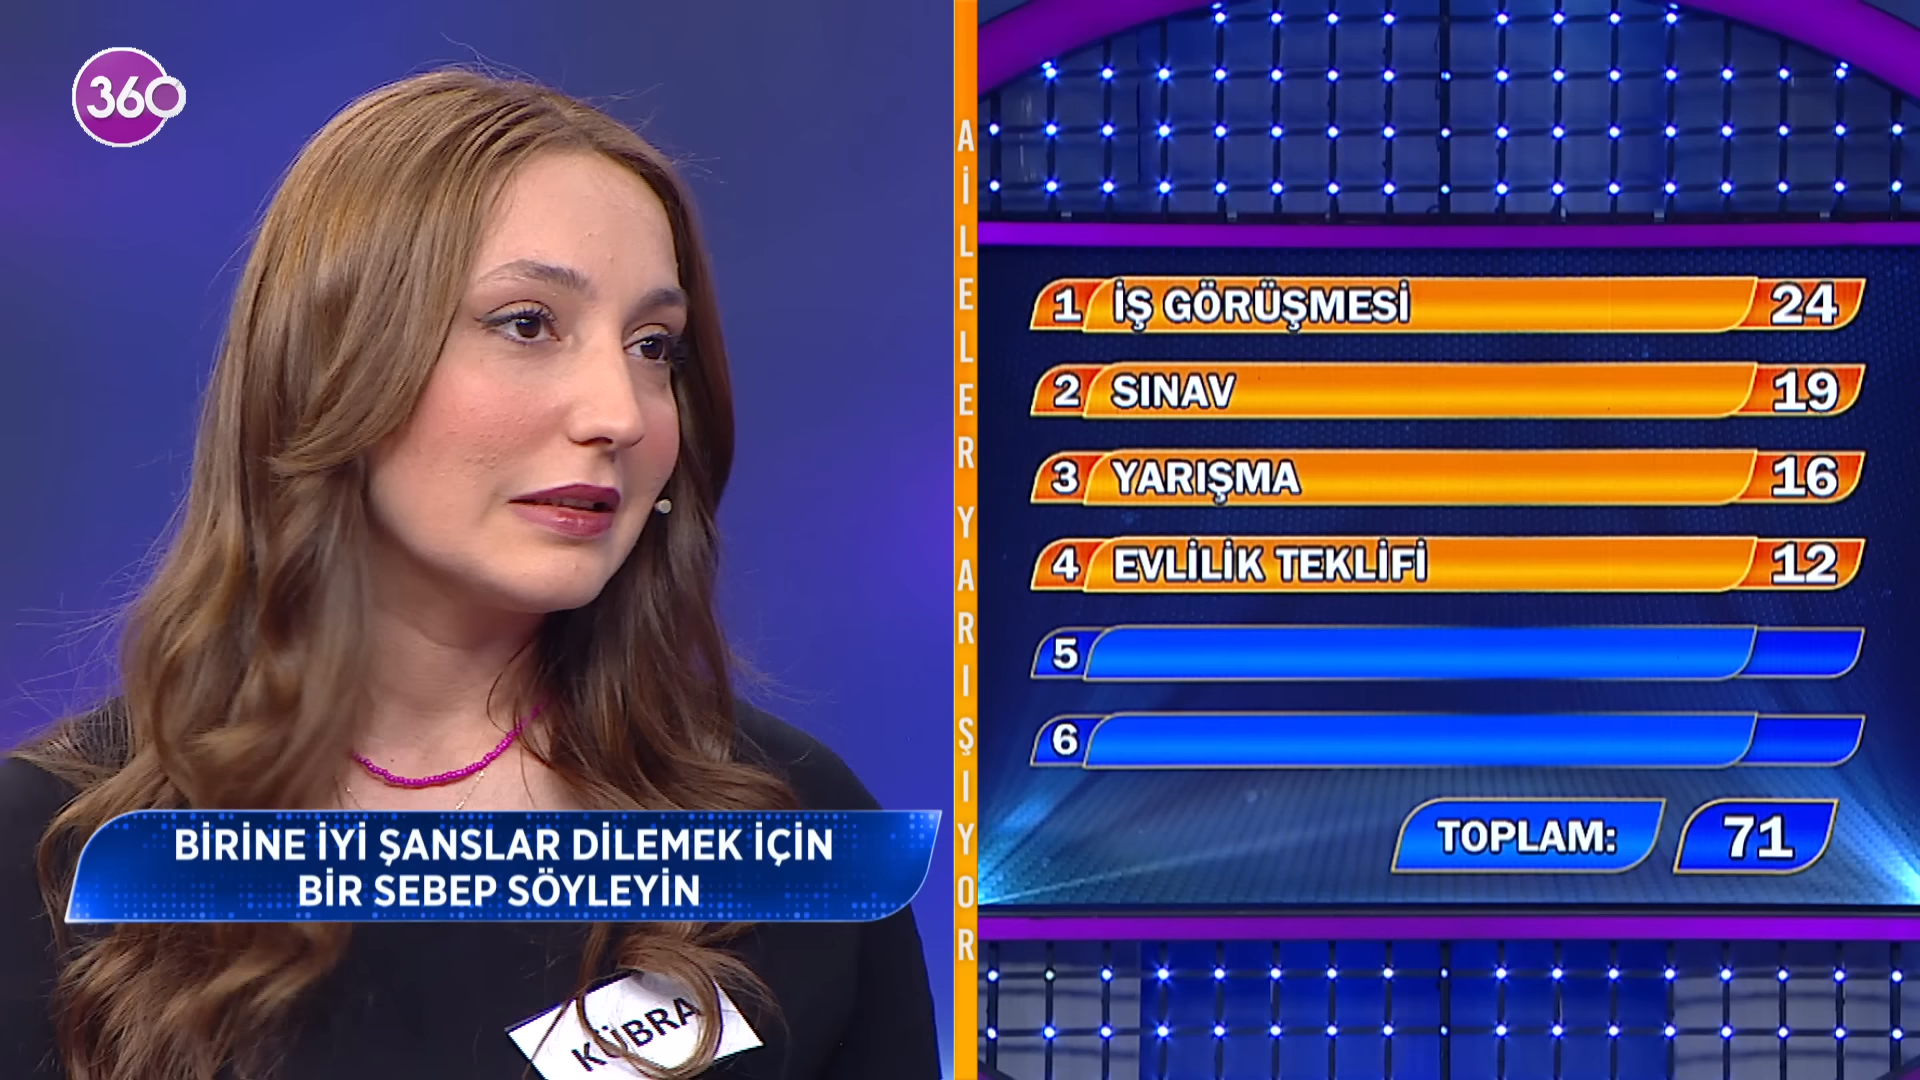 360
AİLELER YARIŞIYOR
1 İŞ GÖRÜŞMESİ 24
2 SINAV 19
3 YARIŞMA 16
4 EVLİLİK TEKLİFİ 12
5
6
TOPLAM: 71
BİRİNE İYİ ŞANSLAR DİLEMEK İÇİN
BİR SEBEP SÖYLEYİN
KÜBRA